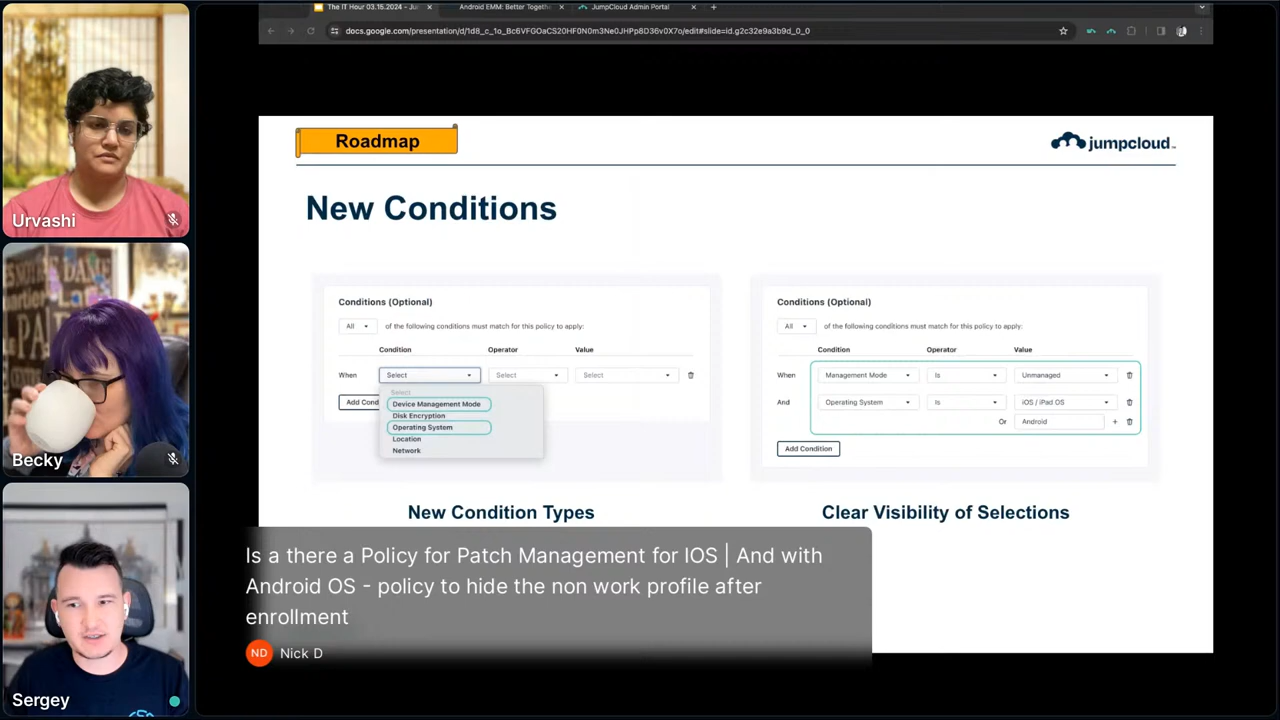 The IT Hour 03.15.2024 - Ju
Android EMM: Better Togeth
JumpCloud Admin Portal
docs.google.com/presentation/d/1d8_c_1o_Bc6VFGOaCS20HF0N0m3Ne0JHPp8D36v0X7o/edit#slide=id.g2c32e9a3b9d_0_0
Roadmap
jumpcloud
New Conditions
Conditions (Optional)
All of the following conditions must match for this policy to apply:
Condition Operator Value
When Select Select Select
Select
Device Management Mode
Add Cond
Disk Encryption
Operating System
Location
Network
New Condition Types
Conditions (Optional)
All of the following conditions must match for this policy to apply:
Condition Operator Value
When Management Mode Is Unmanaged
And Operating System Is iOS / iPad OS
Or Android +
Add Condition
Clear Visibility of Selections
Is a there a Policy for Patch Management for IOS | And with
Android OS - policy to hide the non work profile after
enrollment
ND Nick D
Urvashi
Becky
Sergey